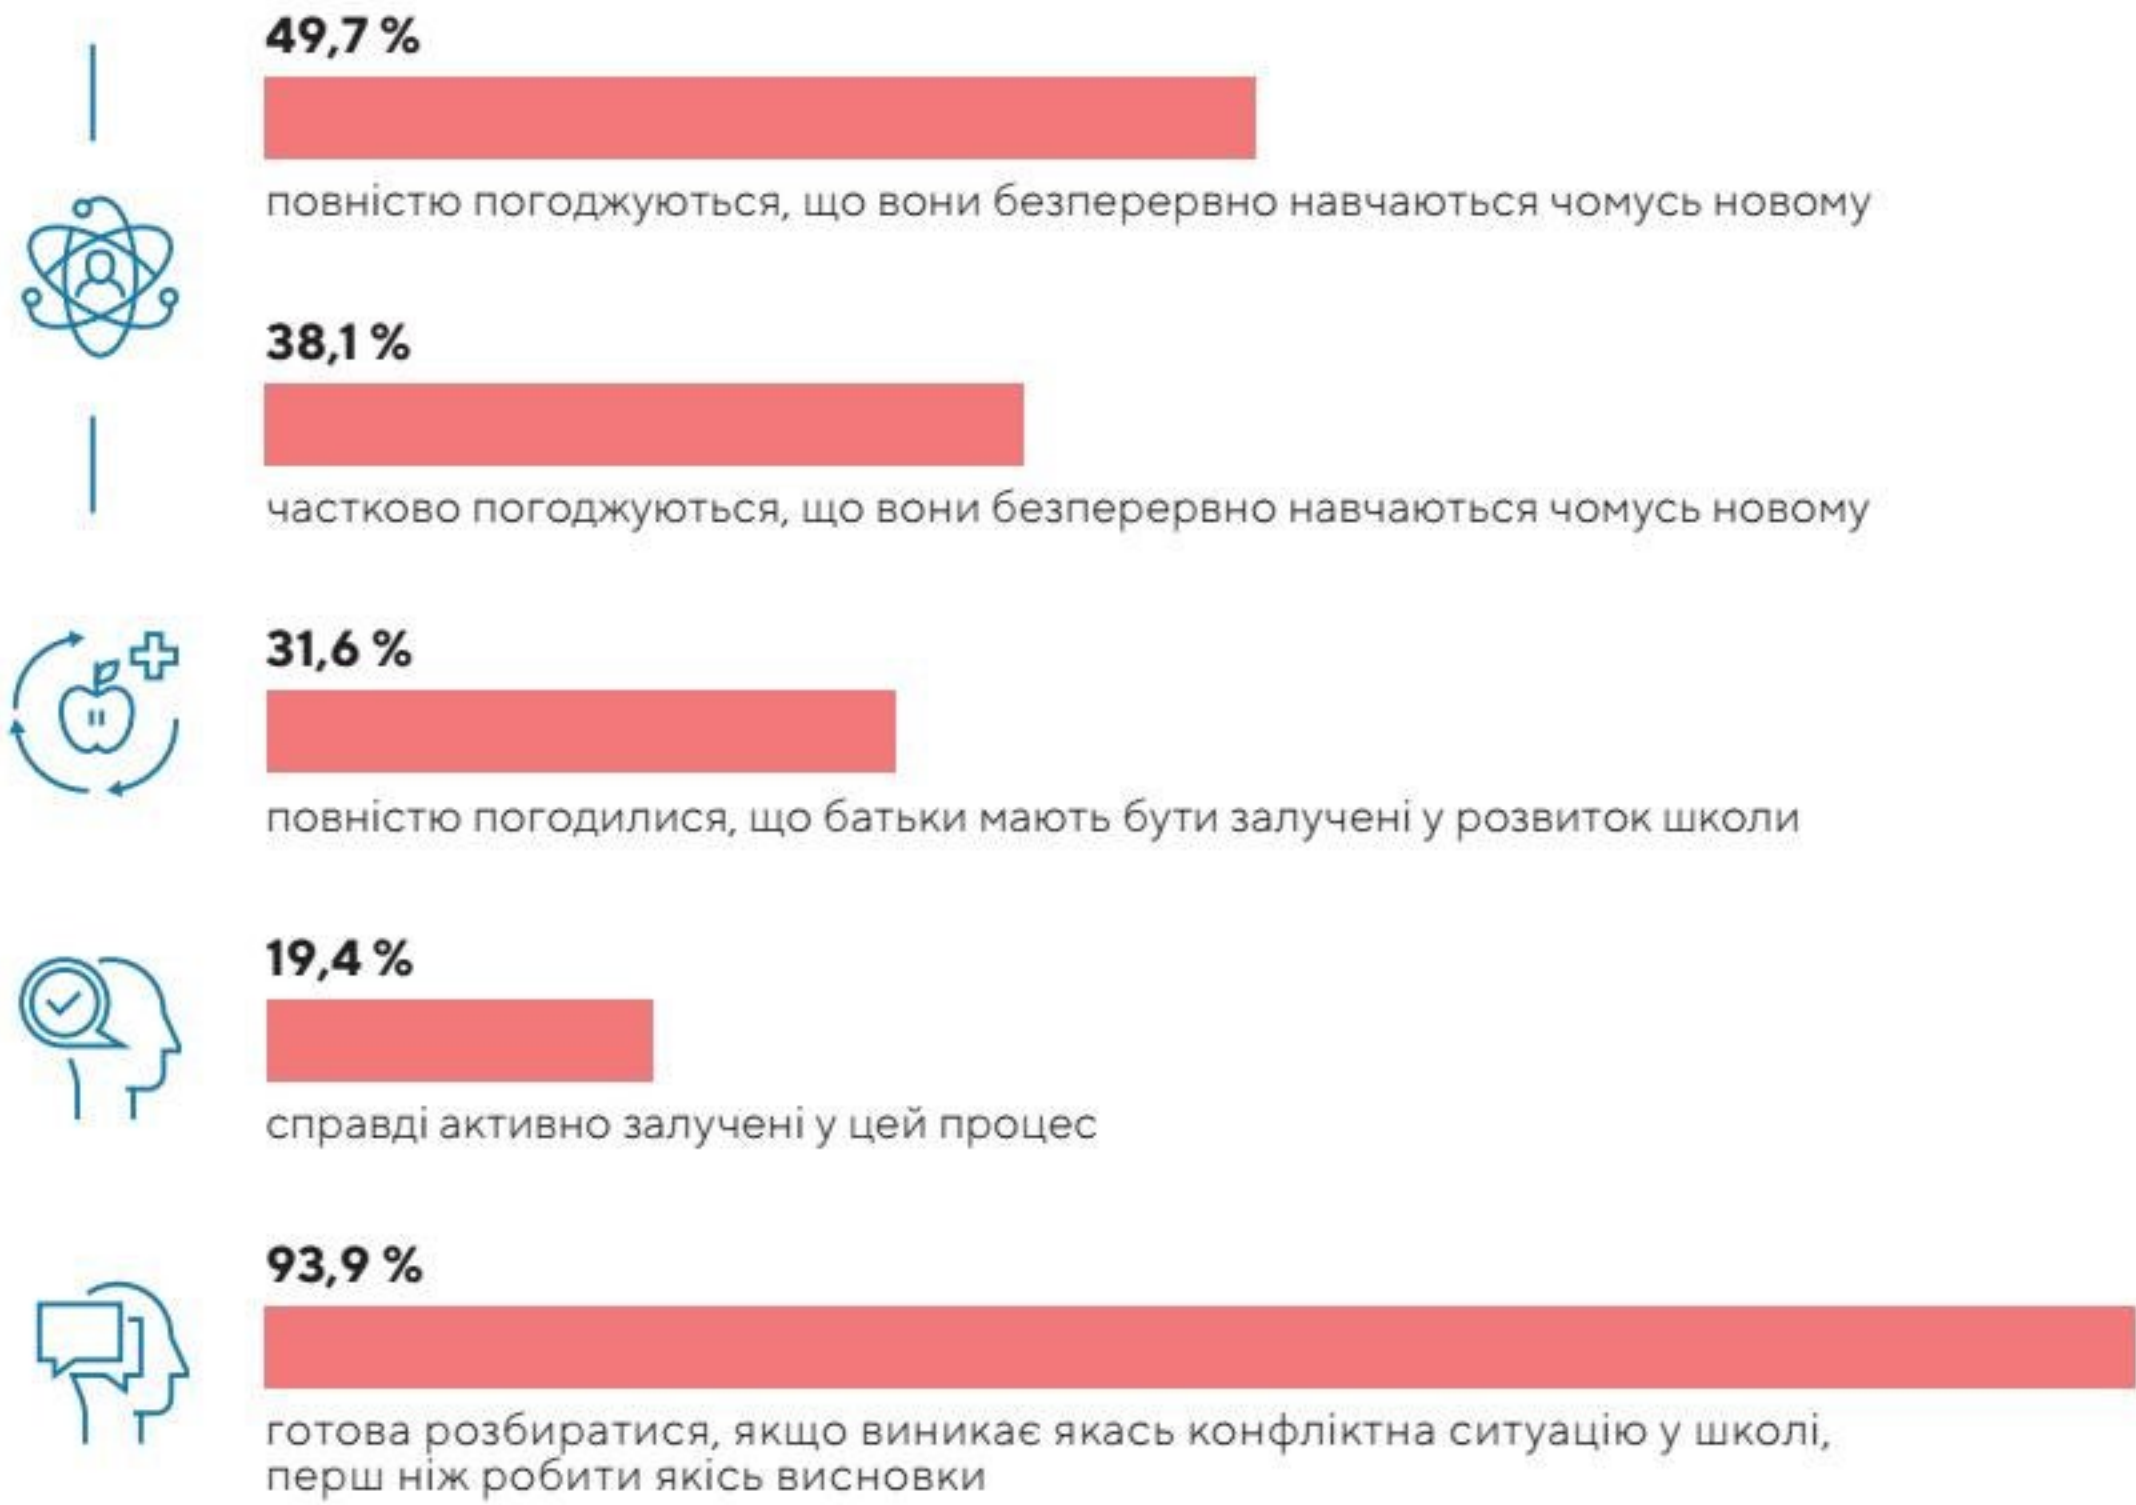 49,7 %
повністю погоджуються, що вони безперервно навчаються чомусь новому
38,1 %
частково погоджуються, що вони безперервно навчаються чомусь новому
31,6 %
повністю погодилися, що батьки мають бути залучені у розвиток школи
19,4 %
справді активно залучені у цей процес
93,9 %
готова розбиратися, якщо виникає якась конфліктна ситуацію у школі,
перш ніж робити якісь висновки